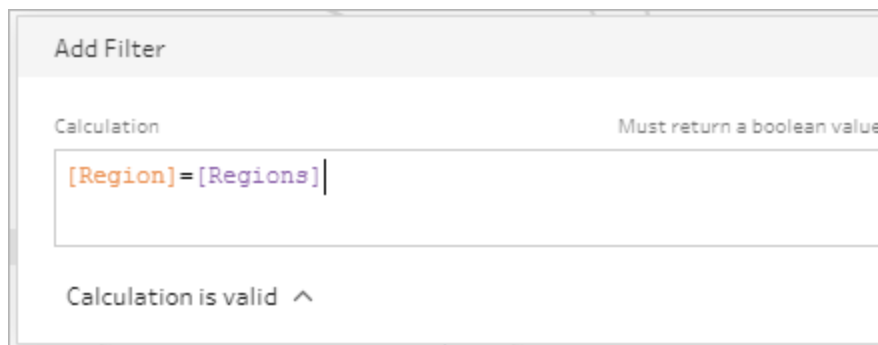 Add Filter
Calculation Must return a boolean value
[Region]=[Regions]
Calculation is valid